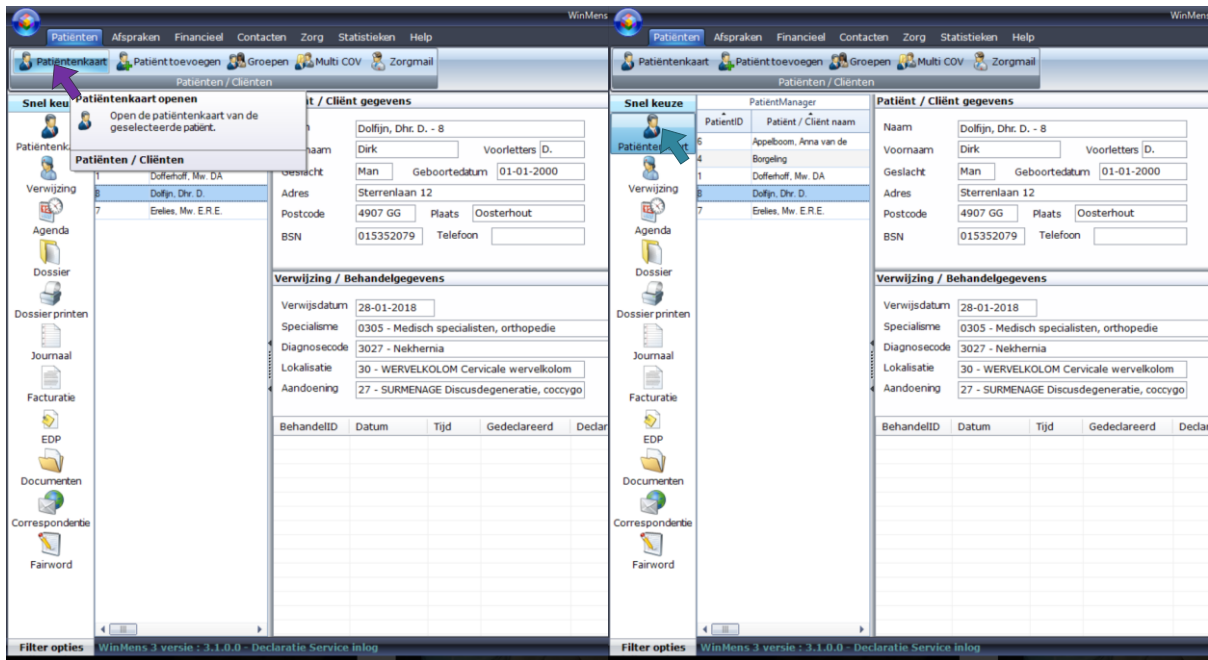 WinMens
Patiënten Afspraken Financieel Contacten Zorg Statistieken Help
Patiëntenkaart Patiënt toevoegen Groepen Multi COV Zorgmail
Patiënten / Cliënten
Snel keu
Patiëntenkaart openen
Open de patiëntenkaart van de
geselecteerde patiënt.
Patiënten / Cliënten
t / Cliënt gegevens
Dolfijn, Dhr. D. - 8
naam Dirk Voorletters D.
Geslacht Man Geboortedatum 01-01-2000
Adres Sterrenlaan 12
Postcode 4907 GG Plaats Oosterhout
BSN 015352079 Telefoon
Patiëntenk
Verwijzing
Agenda
Dossier
Dossier printen
Journaal
Facturatie
EDP
Documenten
Correspondentie
Fairword
1 Dofferhoff, Mw. DA
8 Dolfijn, Dhr. D.
7 Erelies, Mw. E.R.E.
Verwijzing / Behandelgegevens
Verwijsdatum 28-01-2018
Specialisme 0305 - Medisch specialisten, orthopedie
Diagnosecode 3027 - Nekhernia
Lokalisatie 30 - WERVELKOLOM Cervicale wervelkolom
Aandoening 27 - SURMENAGE Discusdegeneratie, coccygo
BehandelID Datum Tijd Gedeclareerd Declar
Filter opties WinMens 3 versie : 3.1.0.0 - Declaratie Service inlog
WinMens
Patiënten Afspraken Financieel Contacten Zorg Statistieken Help
Patiëntenkaart Patiënt toevoegen Groepen Multi COV Zorgmail
Patiënten / Cliënten
Snel keuze
Patiëntenkaart
Verwijzing
Agenda
Dossier
Dossier printen
Journaal
Facturatie
EDP
Documenten
Correspondentie
Fairword
PatiëntManager
PatientID Patiënt / Cliënt naam
6 Appelboom, Anna van de
4 Borgeling
1 Dofferhoff, Mw. DA
8 Dolfijn, Dhr. D.
7 Erelies, Mw. E.R.E.
Patiënt / Cliënt gegevens
Naam Dolfijn, Dhr. D. - 8
Voornaam Dirk Voorletters D.
Geslacht Man Geboortedatum 01-01-2000
Adres Sterrenlaan 12
Postcode 4907 GG Plaats Oosterhout
BSN 015352079 Telefoon
Verwijzing / Behandelgegevens
Verwijsdatum 28-01-2018
Specialisme 0305 - Medisch specialisten, orthopedie
Diagnosecode 3027 - Nekhernia
Lokalisatie 30 - WERVELKOLOM Cervicale wervelkolom
Aandoening 27 - SURMENAGE Discusdegeneratie, coccygo
BehandelID Datum Tijd Gedeclareerd Declar
Filter opties WinMens 3 versie : 3.1.0.0 - Declaratie Service inlog